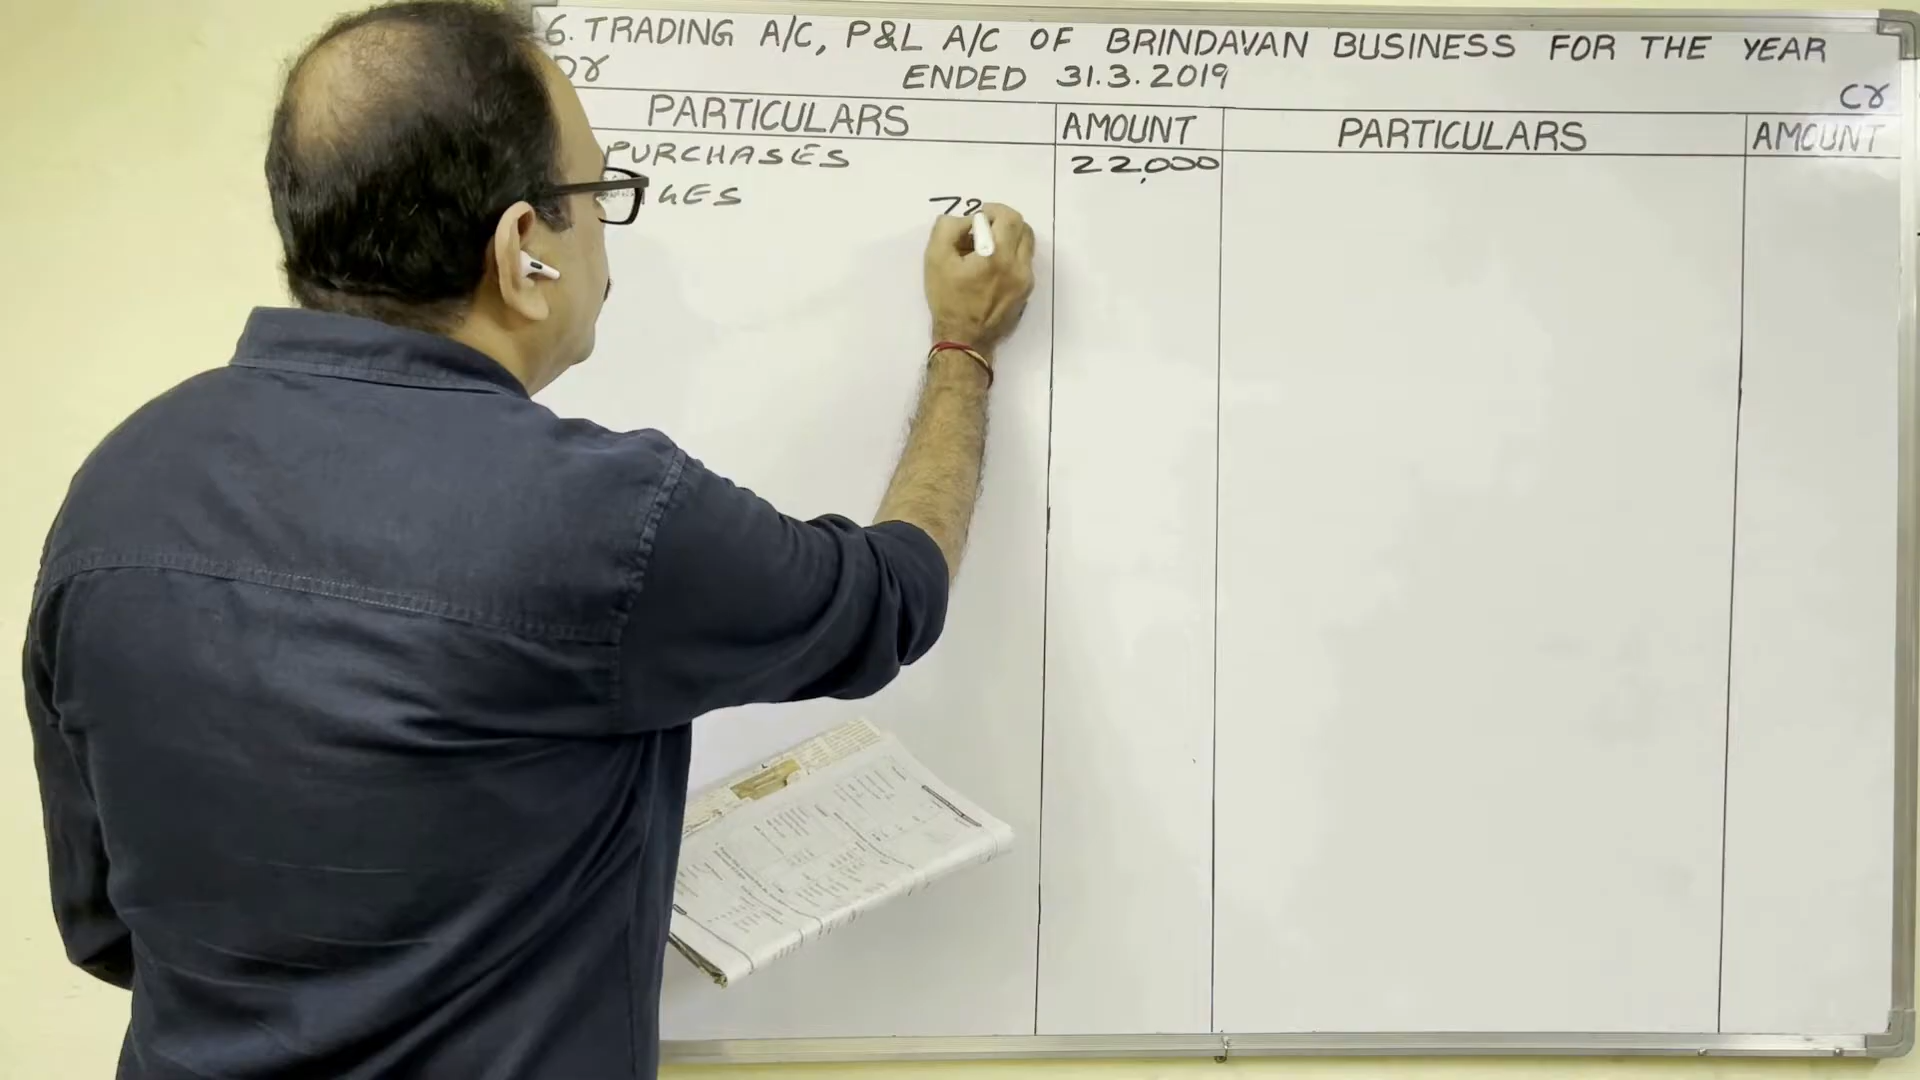 6. TRADING A/C, P&L A/C OF BRINDAVAN BUSINESS FOR THE YEAR
Dr ENDED 31.3.2019 Cr
PARTICULARS AMOUNT PARTICULARS AMOUNT
PURCHASES 22,000